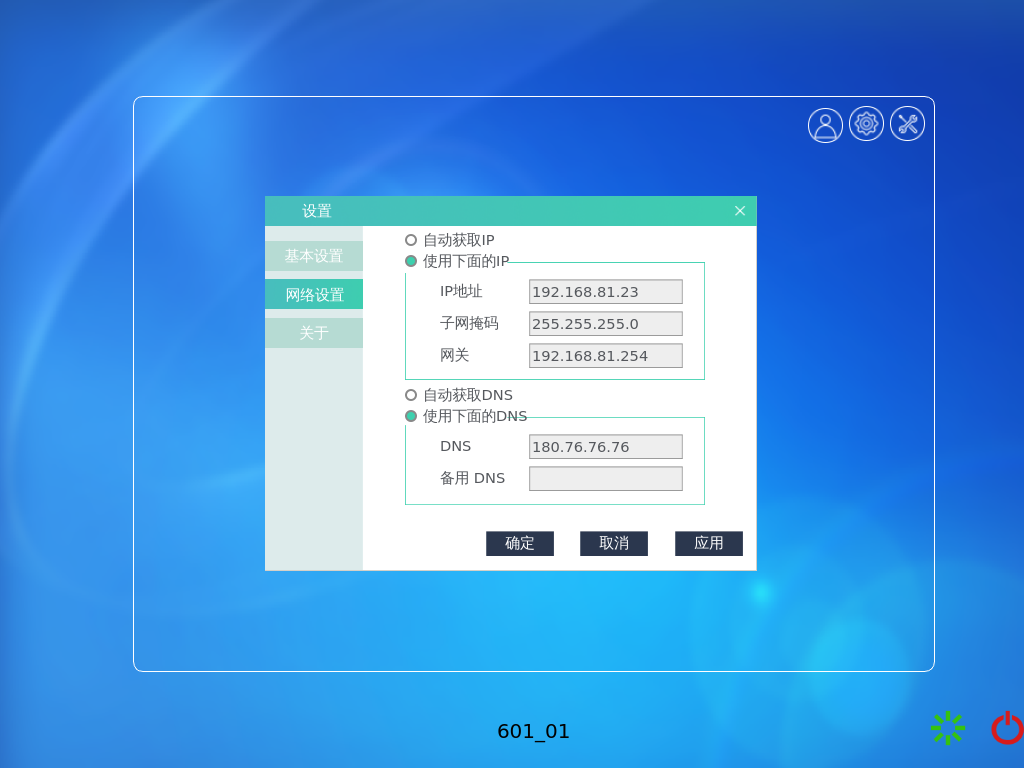 设置
基本设置
网络设置
关于
自动获取IP
使用下面的IP
IP地址 192.168.81.23
子网掩码 255.255.255.0
网关 192.168.81.254
自动获取DNS
使用下面的DNS
DNS 180.76.76.76
备用 DNS
确定 取消 应用
601_01